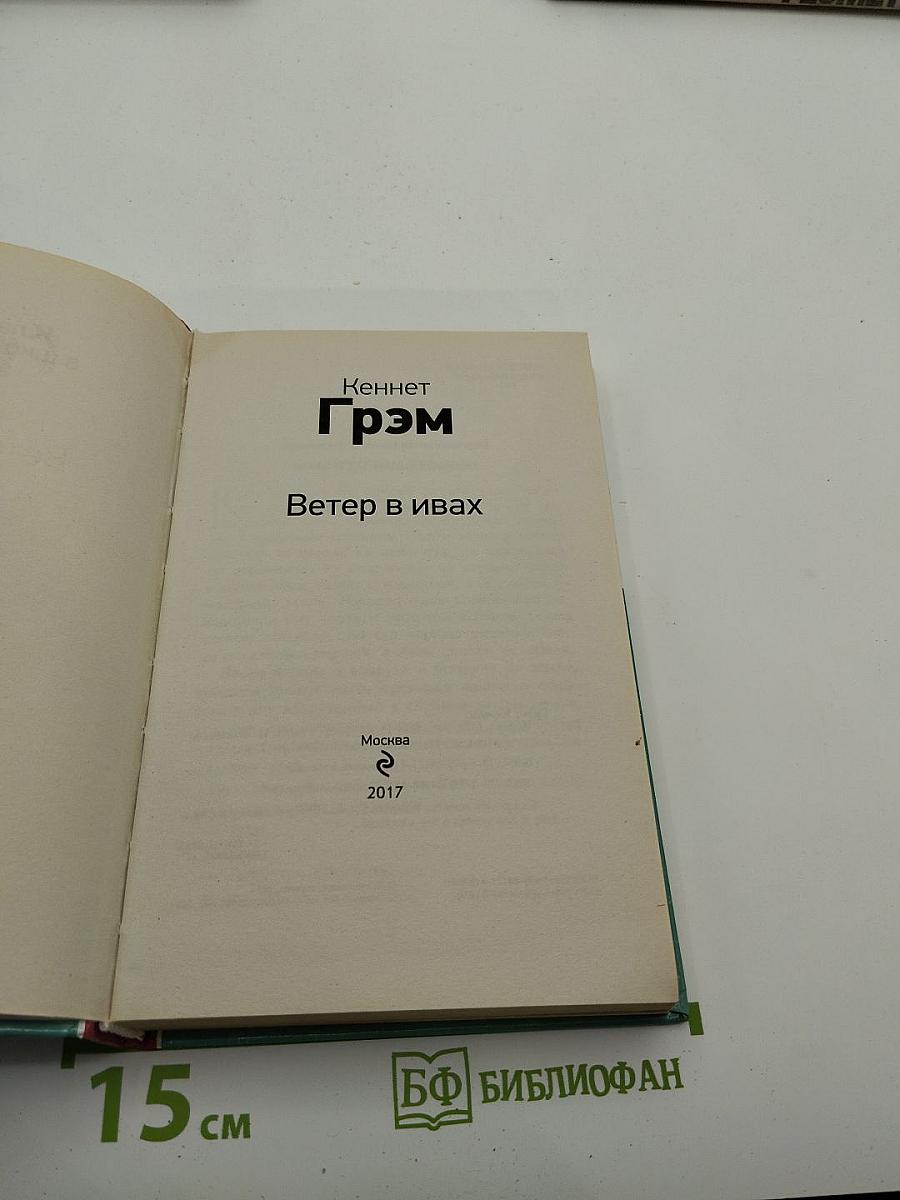 Кеннет
Грэм
Ветер в ивах
Москва
2017
15 см
БФ БИБЛИОФАН